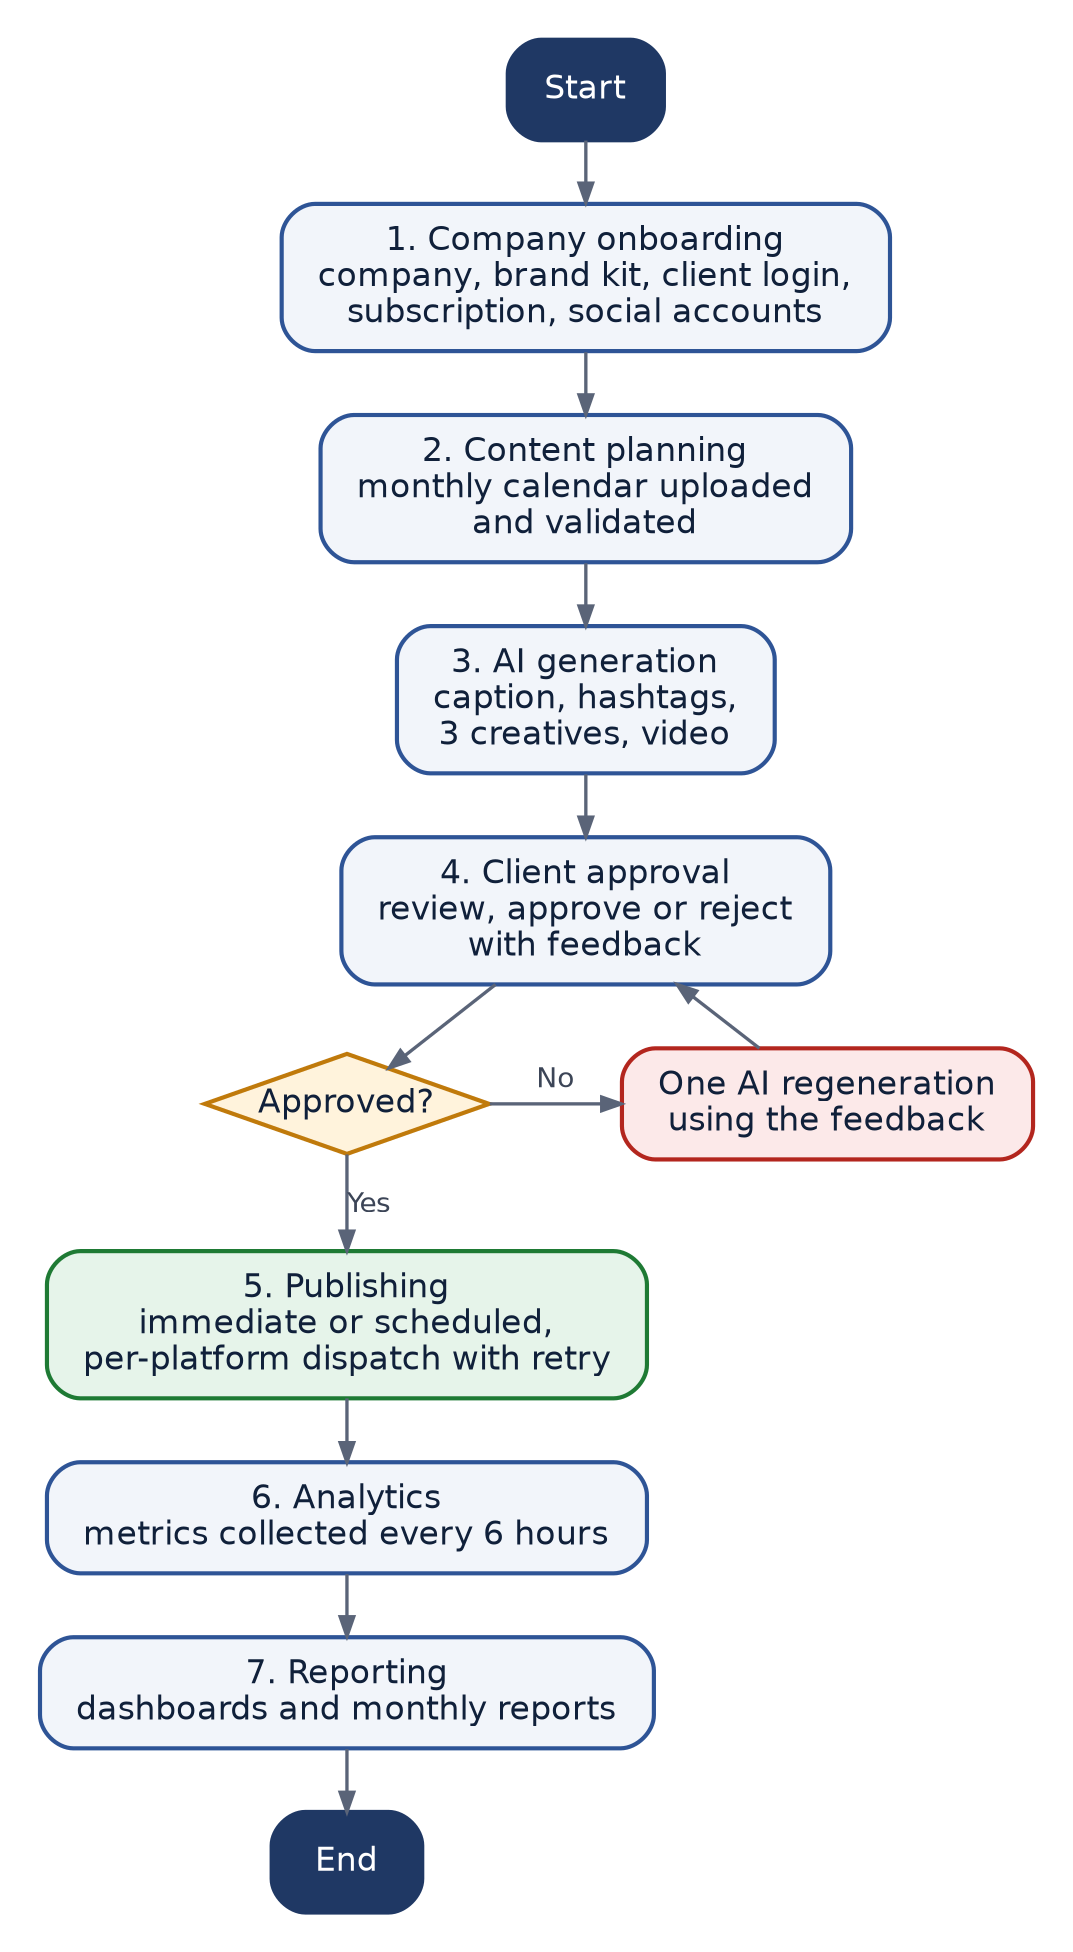 Start
1. Company onboarding
company, brand kit, client login,
subscription, social accounts
2. Content planning
monthly calendar uploaded
and validated
3. AI generation
caption, hashtags,
3 creatives, video
4. Client approval
review, approve or reject
with feedback
Approved?
No
One AI regeneration
using the feedback
Yes
5. Publishing
immediate or scheduled,
per-platform dispatch with retry
6. Analytics
metrics collected every 6 hours
7. Reporting
dashboards and monthly reports
End